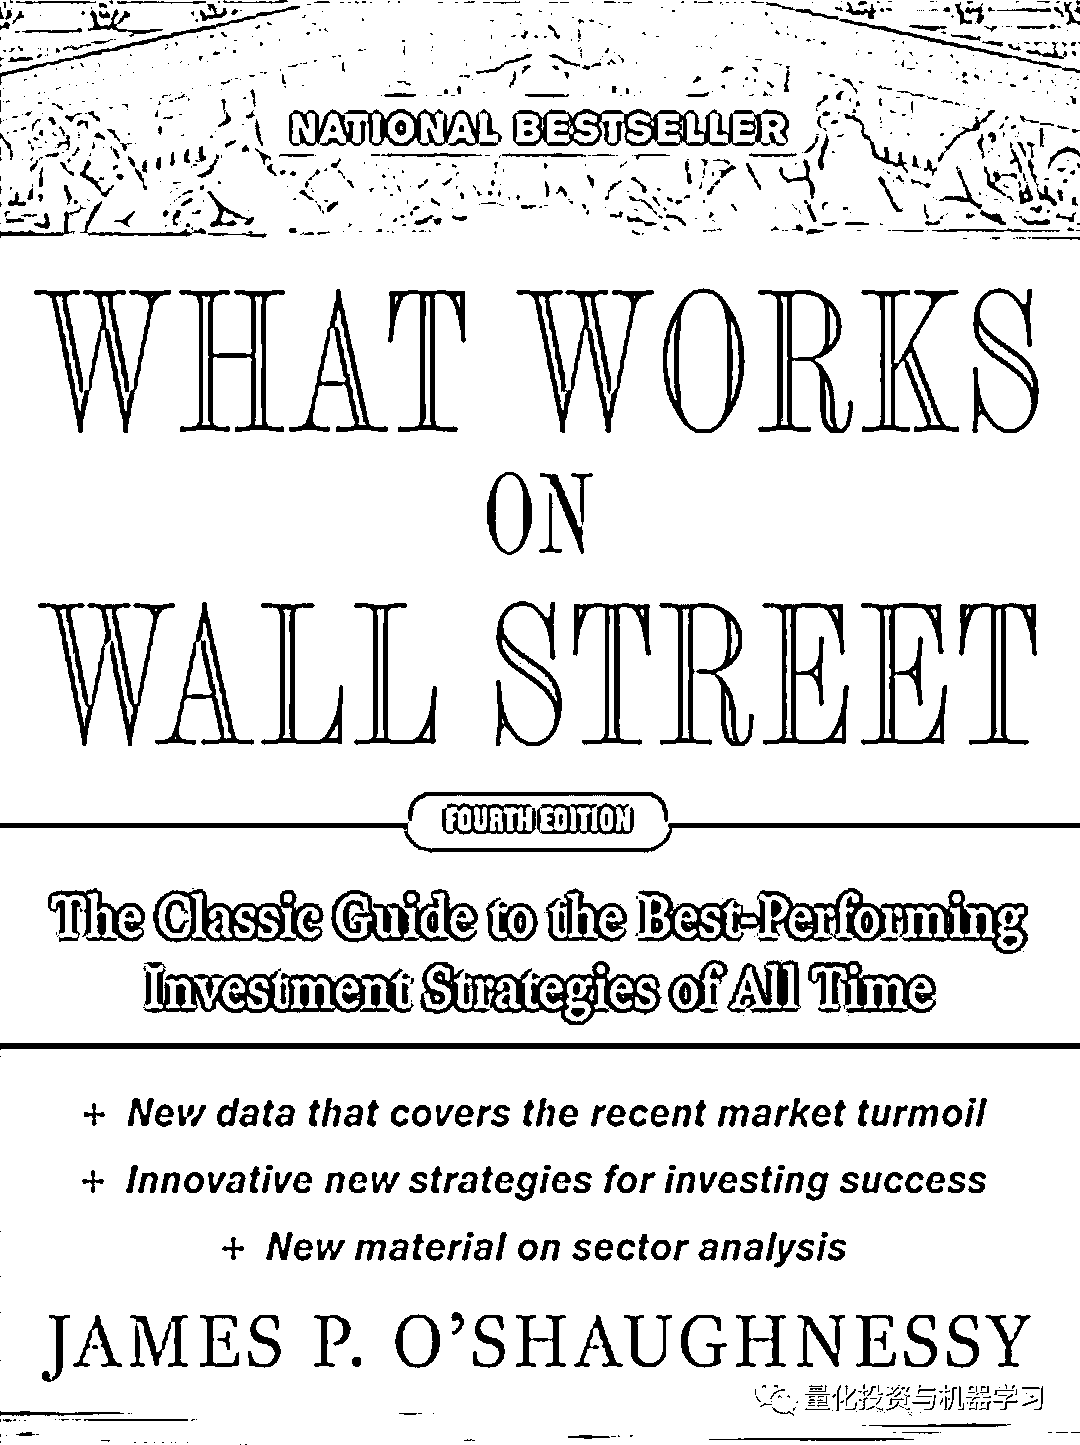 NATIONAL BESTSELLER
WHAT WORKS
ON
WALL STREET
FOURTH EDITION
The Classic Guide to the Best-Performing
Investment Strategies of All Time
+ New data that covers the recent market turmoil
+ Innovative new strategies for investing success
+ New material on sector analysis
JAMES P. O'SHAUGHNESSY
量化投资与机器学习